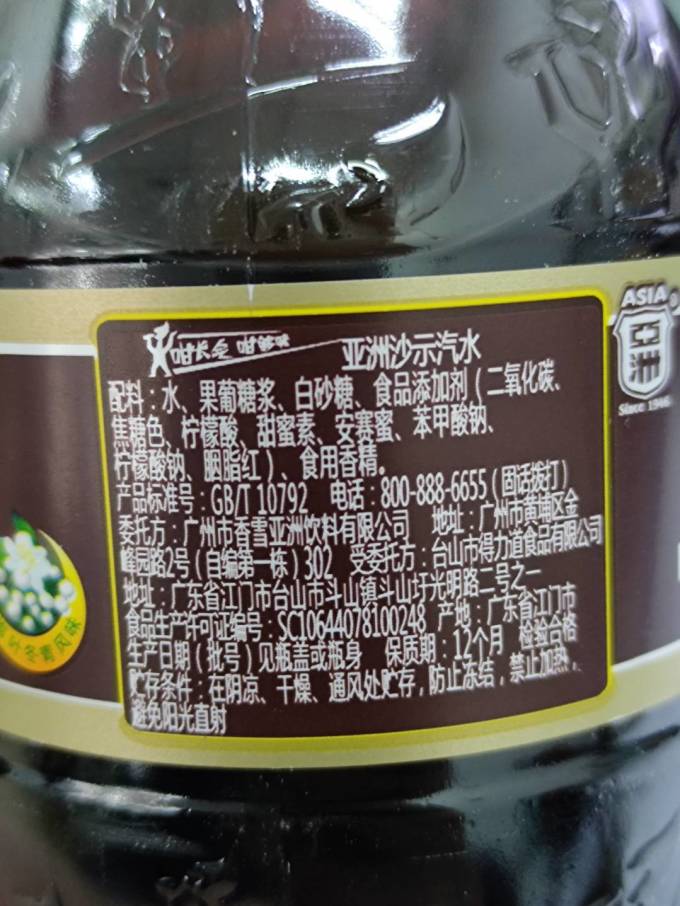 亚洲沙示汽水
配料：水、果葡糖浆、白砂糖、食品添加剂（二氧化碳、
焦糖色、柠檬酸、甜蜜素、安赛蜜、苯甲酸钠、
柠檬酸钠、胭脂红）、食用香精。
产品标准号：GB/T 10792 电话：800-888-6655（固话拨打）
委托方：广州市香雪亚洲饮料有限公司 地址：广州市黄埔区金
峰园路2号（自编第一栋）302 受委托方：台山市得力道食品有限公司
地址：广东省江门市台山市斗山镇斗山圩光明路二号之一
食品生产许可证编号：SC10644078100248 产地：广东省江门市
生产日期（批号）见瓶盖或瓶身 保质期：12个月 检验合格
贮存条件：在阴凉、干燥、通风处贮存，防止冻结，禁止加热，
避免阳光直射
ASIA
亞洲
Since 1946
冬青风味